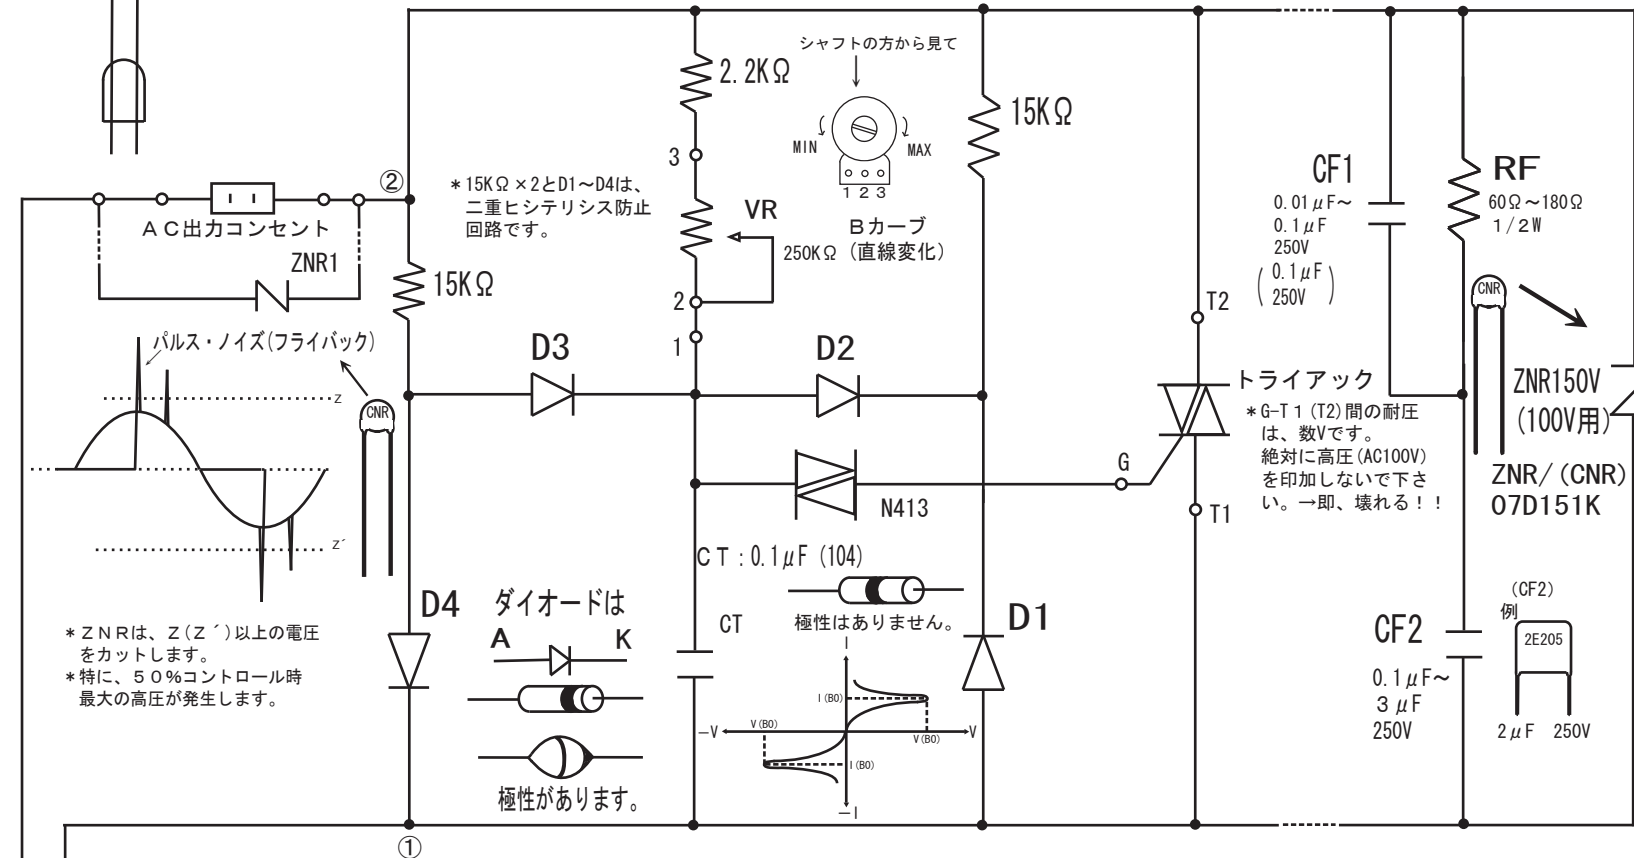 シャフトの方から見て
2.2KΩ
MIN
MAX
1 2 3
Bカーブ
(直線変化)
15KΩ
3
VR
250KΩ
2
1
②
*15KΩ×2とD1~D4は、
二重ヒシテリシス防止
回路です。
AC出力コンセント
ZNR1
15KΩ
パルス・ノイズ(フライバック)
Z
CNR
Z´
*ZNRは、Z(Z´)以上の電圧
をカットします。
*特に、50%コントロール時
最大の高圧が発生します。
D3
D2
D4
ダイオードは
A K
極性があります。
①
N413
CT:0.1μF (104)
極性はありません。
CT
I
I(BO)
V(BO)
-V
V
V(BO)
I(BO)
-I
D1
G
T2
T1
トライアック
*G-T1(T2)間の耐圧
は、数Vです。
絶対に高圧(AC100V)
を印加しないで下さ
い。→即、壊れる!!
CF1
0.01μF~
0.1μF
250V
(0.1μF
250V)
RF
60Ω~180Ω
1/2W
CNR
ZNR150V
(100V用)
ZNR/(CNR)
07D151K
CF2
0.1μF~
3μF
250V
(CF2)
例
2E205
2μF 250V